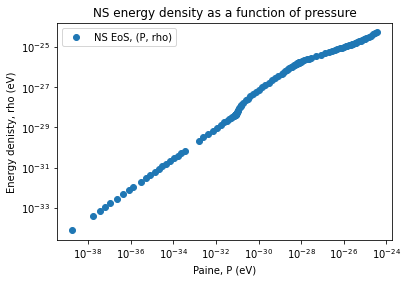 NS energy density as a function of pressure
NS EoS, (P, rho)
Energy denisty, rho (eV)
10⁻²⁵
10⁻²⁷
10⁻²⁹
10⁻³¹
10⁻³³
10⁻³⁸ 10⁻³⁶ 10⁻³⁴ 10⁻³² 10⁻³⁰ 10⁻²⁸ 10⁻²⁶ 10⁻²⁴
Paine, P (eV)